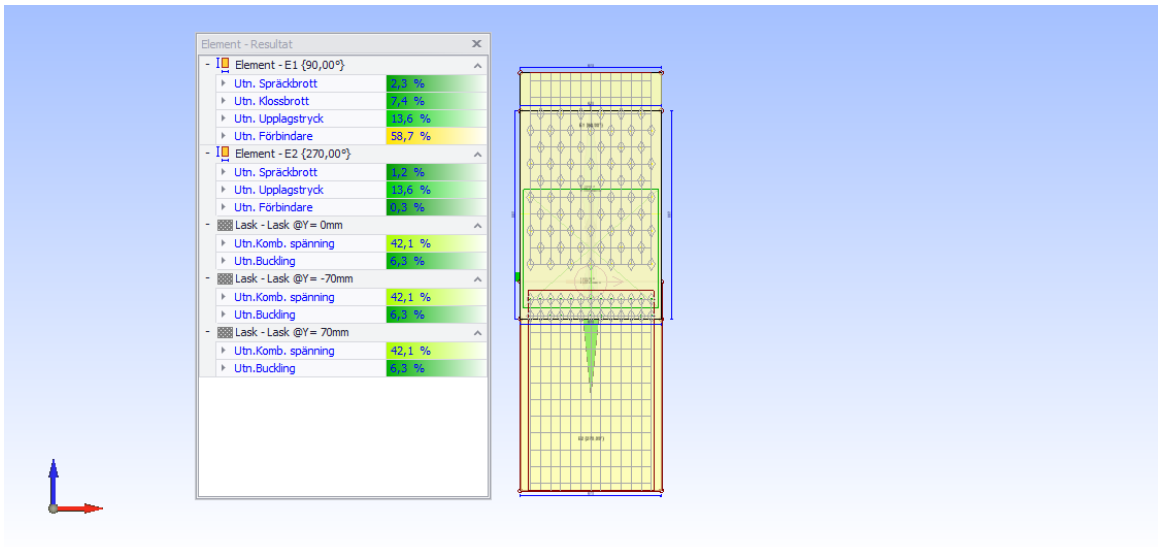 Element - Resultat
Element - E1 {90,00°}
Utn. Spräckbrott 2,3 %
Utn. Klossbrott 7,4 %
Utn. Upplagstryck 13,6 %
Utn. Förbindare 58,7 %
Element - E2 {270,00°}
Utn. Spräckbrott 1,2 %
Utn. Upplagstryck 13,6 %
Utn. Förbindare 0,3 %
Lask - Lask @Y= 0mm
Utn.Komb. spänning 42,1 %
Utn.Buckling 6,3 %
Lask - Lask @Y= -70mm
Utn.Komb. spänning 42,1 %
Utn.Buckling 6,3 %
Lask - Lask @Y= 70mm
Utn.Komb. spänning 42,1 %
Utn.Buckling 6,3 %